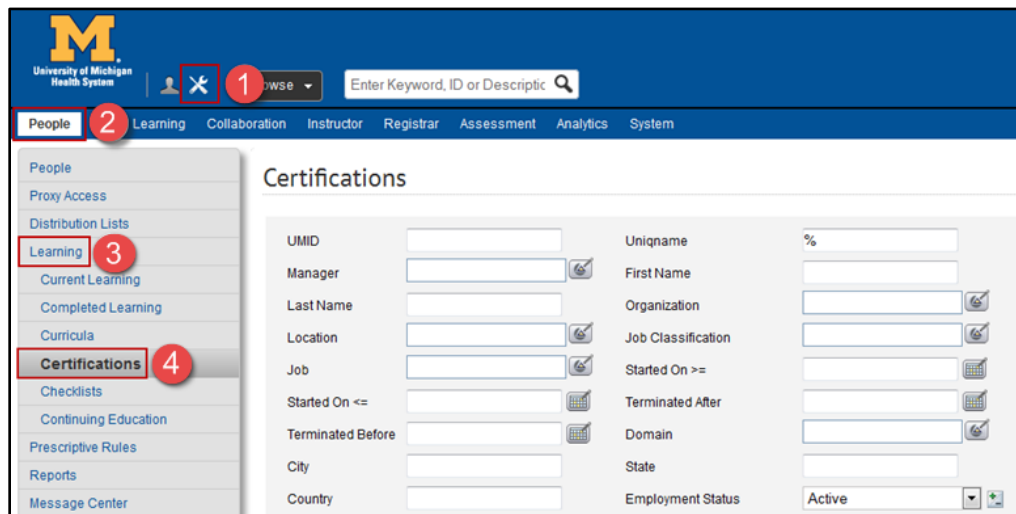 M
University of Michigan
Health System
1
owse
Enter Keyword, ID or Descriptic
People
2
Learning
Collaboration
Instructor
Registrar
Assessment
Analytics
System
People
Proxy Access
Distribution Lists
Learning
3
Current Learning
Completed Learning
Curricula
Certifications
4
Checklists
Continuing Education
Prescriptive Rules
Reports
Message Center
Certifications
UMID
Uniqname
%
Manager
First Name
Last Name
Organization
Location
Job Classification
Job
Started On >=
Started On <=
Terminated After
Terminated Before
Domain
City
State
Country
Employment Status
Active